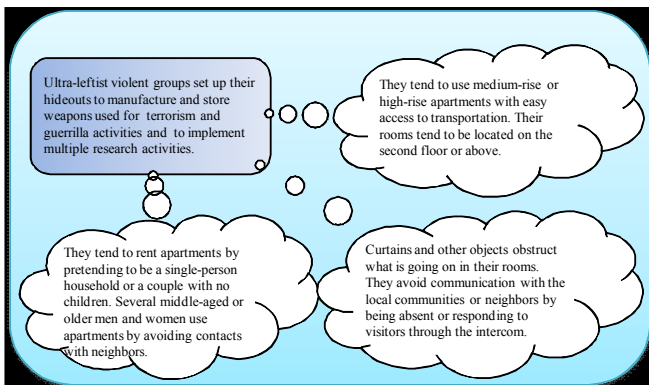 Ultra-leftist violent groups set up their
hideouts to manufacture and store
weapons used for terrorism and
guerrilla activities and to implement
multiple research activities.
They tend to use medium-rise or
high-rise apartments with easy
access to transportation. Their
rooms tend to be located on the
second floor or above.
They tend to rent apartments by
pretending to be a single-person
household or a couple with no
children. Several middle-aged or
older men and women use
apartments by avoiding contacts
with neighbors.
Curtains and other objects obstruct
what is going on in their rooms.
They avoid communication with the
local communities or neighbors by
being absent or responding to
visitors through the intercom.